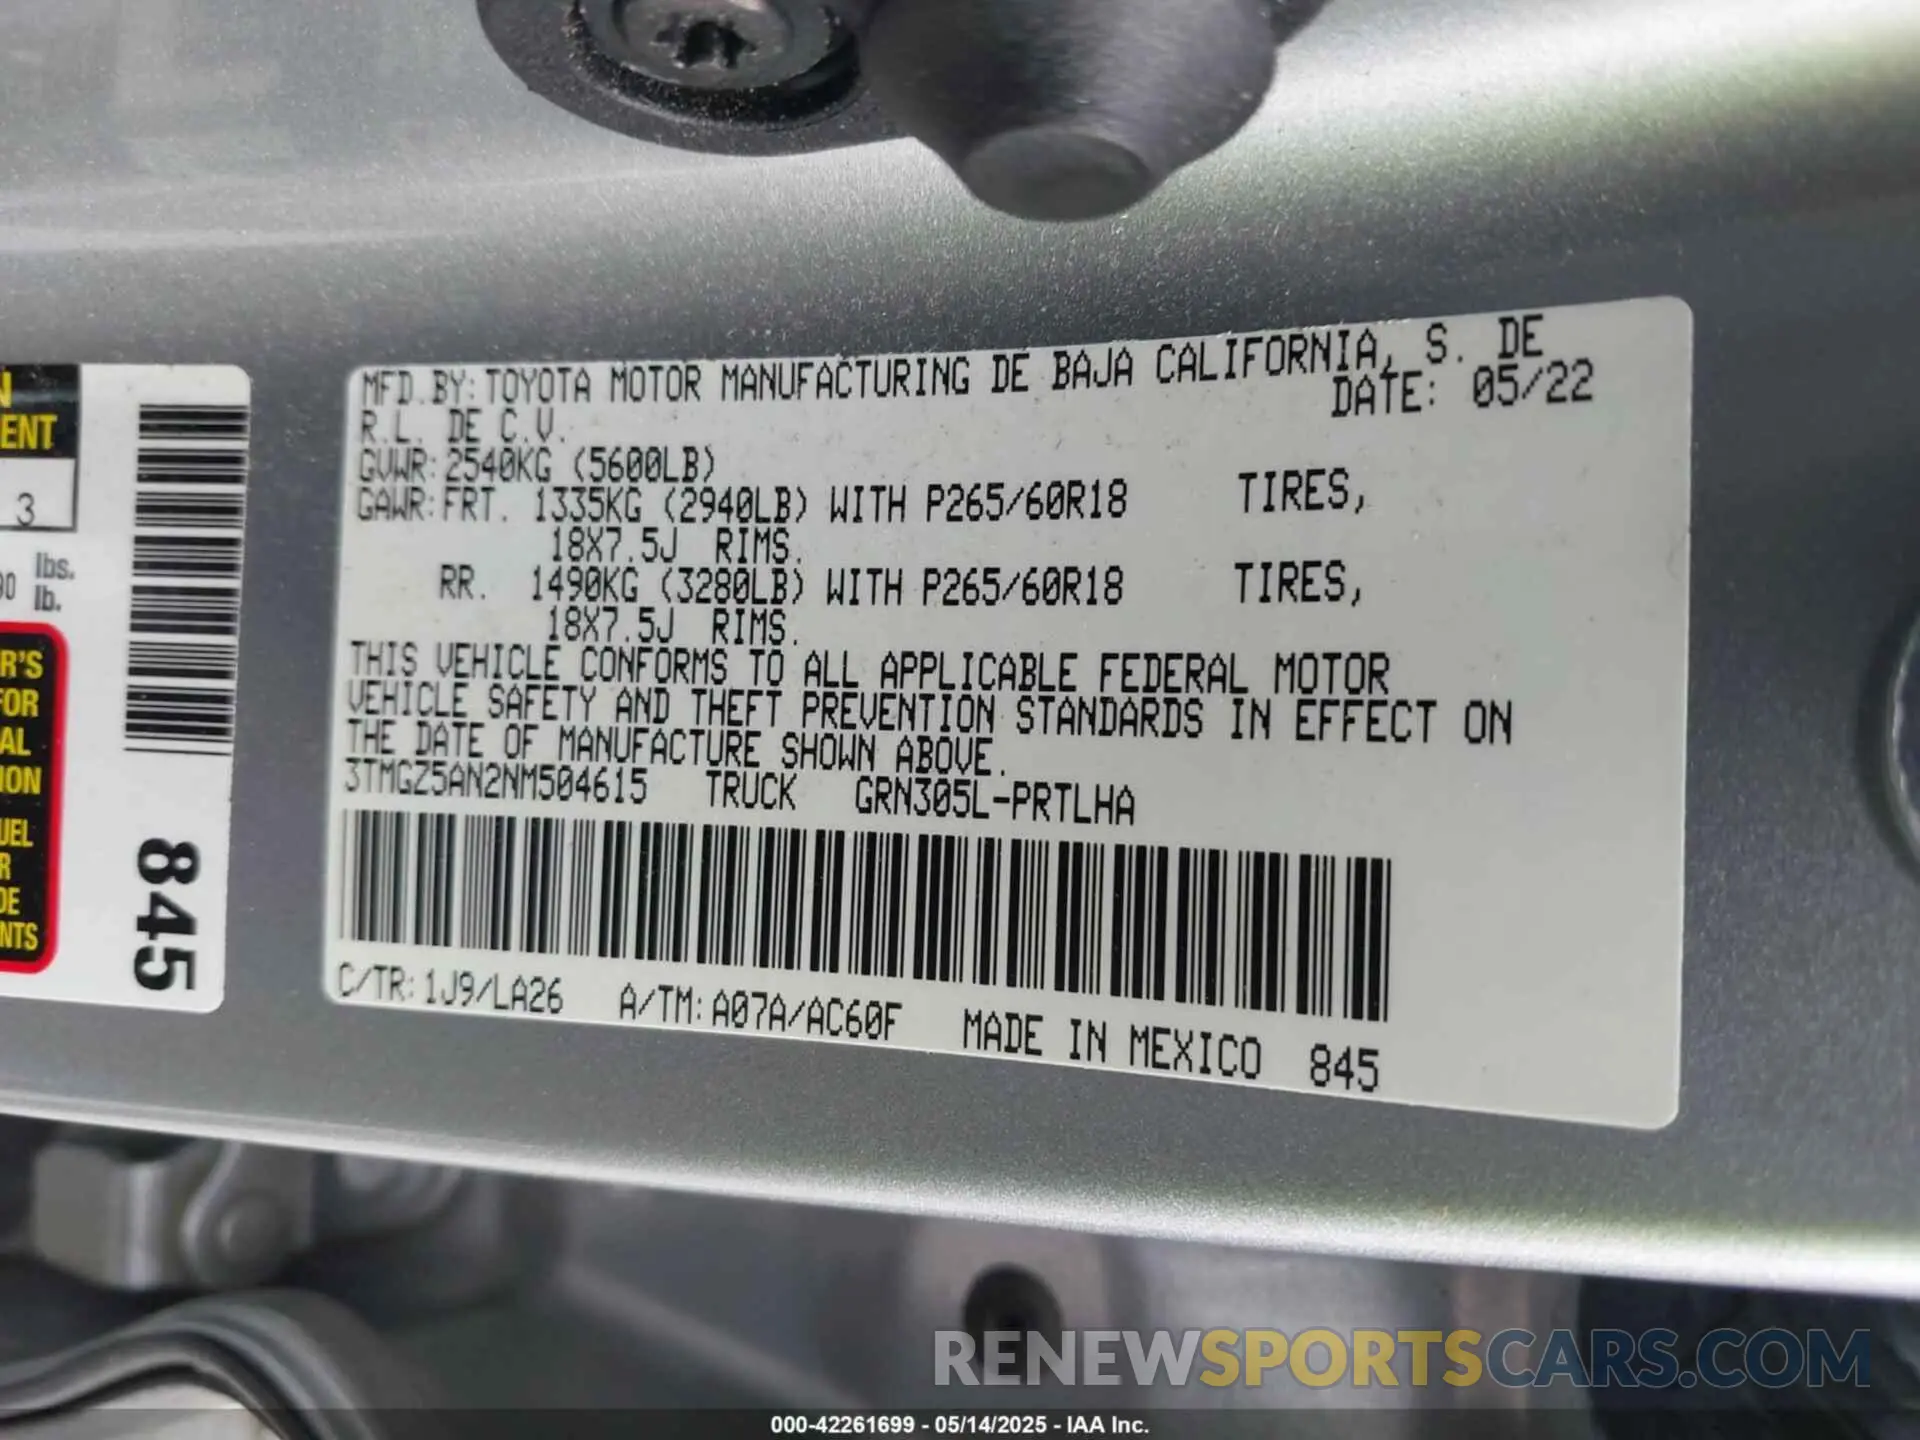 MFD.BY:TOYOTA MOTOR MANUFACTURING DE BAJA CALIFORNIA, S. DE
R.L. DE C.V. DATE: 05/22
GVWR:2540KG (5600LB)
GAWR:FRT. 1335KG (2940LB) WITH P265/60R18 TIRES,
18X7.5J RIMS.
RR. 1490KG (3280LB) WITH P265/60R18 TIRES,
18X7.5J RIMS.
THIS VEHICLE CONFORMS TO ALL APPLICABLE FEDERAL MOTOR
VEHICLE SAFETY AND THEFT PREVENTION STANDARDS IN EFFECT ON
THE DATE OF MANUFACTURE SHOWN ABOVE.
3TMGZ5AN2NM504615 TRUCK GRN305L-PRTLHA
C/TR:1J9/LA26 A/TM:A07A/AC60F MADE IN MEXICO 845
3
lbs.
lb.
845
RENEWSPORTSCARS.COM
000-42261699 - 05/14/2025 - IAA Inc.